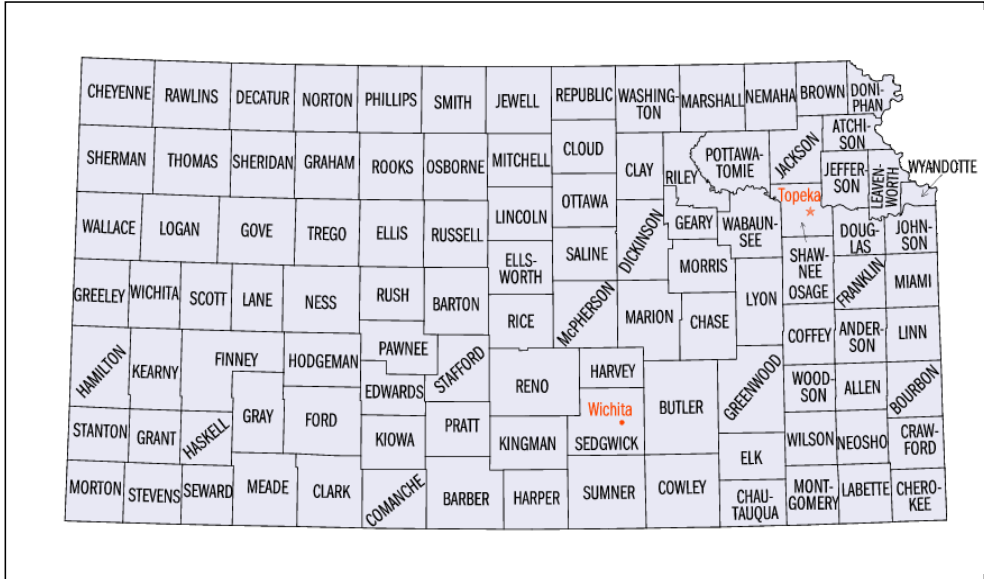 CHEYENNE
RAWLINS
DECATUR
NORTON
PHILLIPS
SMITH
JEWELL
REPUBLIC
WASHING-
TON
MARSHALL
NEMAHA
BROWN
DONI-
PHAN
SHERMAN
THOMAS
SHERIDAN
GRAHAM
ROOKS
OSBORNE
MITCHELL
CLOUD
CLAY
RILEY
POTTAWA-
TOMIE
JACKSON
ATCHI-
SON
JEFFER-
SON
LEAVEN-
WORTH
WYANDOTTE
WALLACE
LOGAN
GOVE
TREGO
ELLIS
RUSSELL
LINCOLN
OTTAWA
SALINE
DICKINSON
GEARY
WABAUN-
SEE
Topeka
SHAW-
NEE
DOUG-
LAS
JOHN-
SON
GREELEY
WICHITA
SCOTT
LANE
NESS
RUSH
BARTON
ELLS-
WORTH
RICE
McPHERSON
MARION
MORRIS
CHASE
LYON
OSAGE
FRANKLIN
MIAMI
HAMILTON
KEARNY
FINNEY
HODGEMAN
PAWNEE
STAFFORD
EDWARDS
RENO
HARVEY
BUTLER
GREENWOOD
COFFEY
ANDER-
SON
LINN
WOOD-
SON
ALLEN
BOURBON
STANTON
GRANT
HASKELL
GRAY
FORD
KIOWA
PRATT
KINGMAN
Wichita
SEDGWICK
ELK
WILSON
NEOSHO
CRAW-
FORD
MORTON
STEVENS
SEWARD
MEADE
CLARK
COMANCHE
BARBER
HARPER
SUMNER
COWLEY
CHAU-
TAUQUA
MONT-
GOMERY
LABETTE
CHERO-
KEE